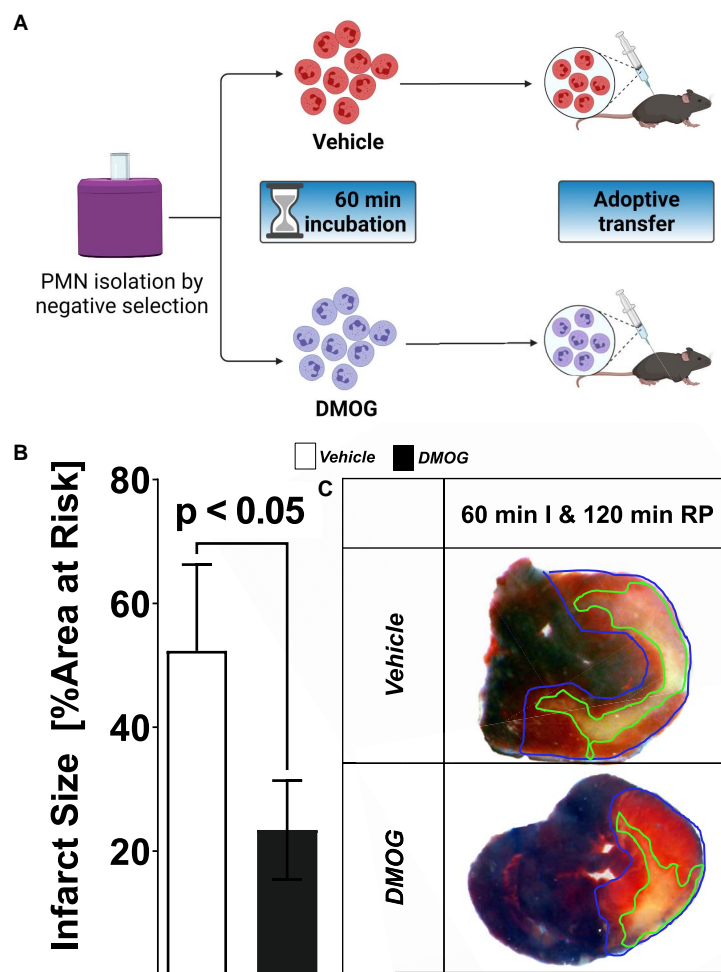 A
Vehicle
60 min
incubation
Adoptive
transfer
PMN isolation by
negative selection
DMOG
B
Vehicle DMOG
C
Infarct Size [%Area at Risk]
80
60
40
20
p < 0.05
60 min I & 120 min RP
Vehicle
DMOG